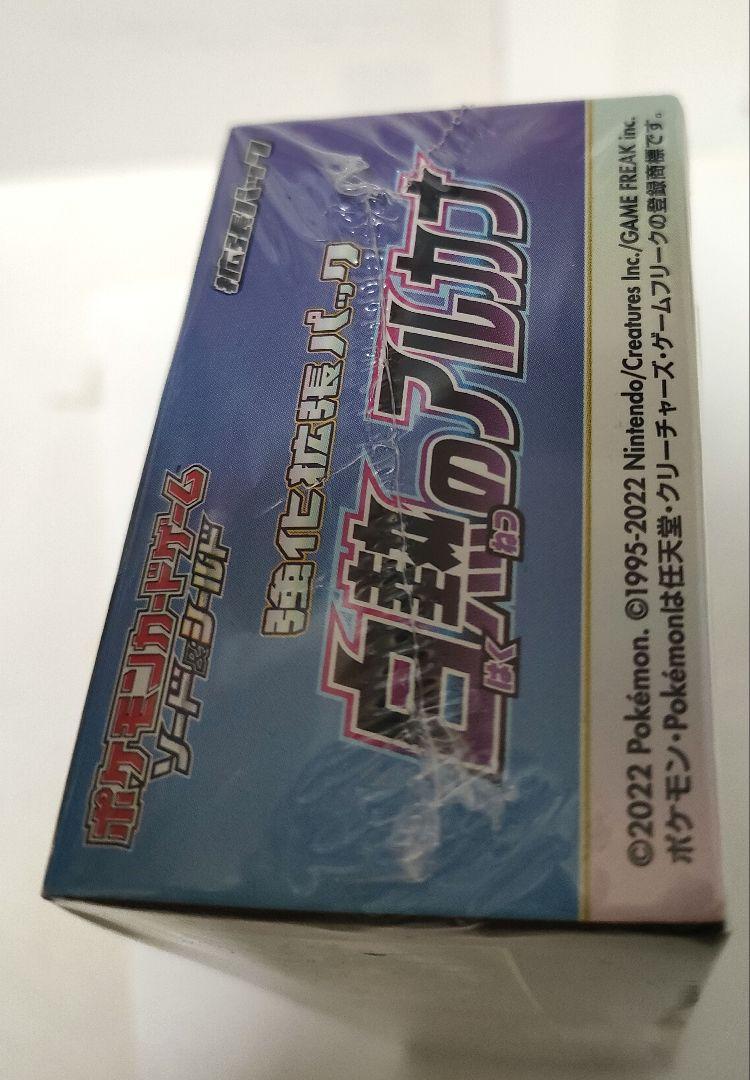 ポケモンカードゲーム
ソード&シールド
拡張パック
強化拡張パック
白熱のアルカナ
はくねつ
©2022 Pokémon. ©1995-2022 Nintendo/Creatures Inc./GAME FREAK inc.
ポケモン・Pokémonは任天堂・クリーチャーズ・ゲームフリークの登録商標です。